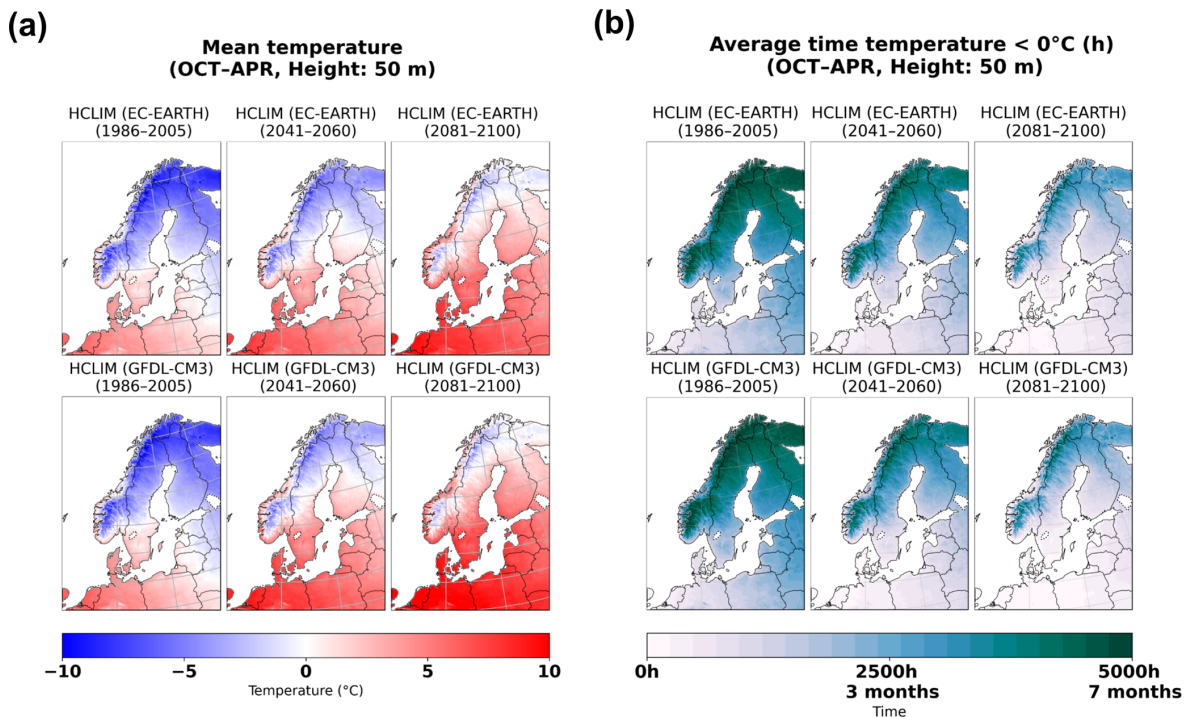 (a)
Mean temperature
(OCT–APR, Height: 50 m)
HCLIM (EC-EARTH)
(1986–2005)
HCLIM (EC-EARTH)
(2041–2060)
HCLIM (EC-EARTH)
(2081–2100)
HCLIM (GFDL-CM3)
(1986–2005)
HCLIM (GFDL-CM3)
(2041–2060)
HCLIM (GFDL-CM3)
(2081–2100)
−10
−5
0
5
10
Temperature (°C)
(b)
Average time temperature < 0°C (h)
(OCT–APR, Height: 50 m)
HCLIM (EC-EARTH)
(1986–2005)
HCLIM (EC-EARTH)
(2041–2060)
HCLIM (EC-EARTH)
(2081–2100)
HCLIM (GFDL-CM3)
(1986–2005)
HCLIM (GFDL-CM3)
(2041–2060)
HCLIM (GFDL-CM3)
(2081–2100)
0h
2500h
3 months
5000h
7 months
Time